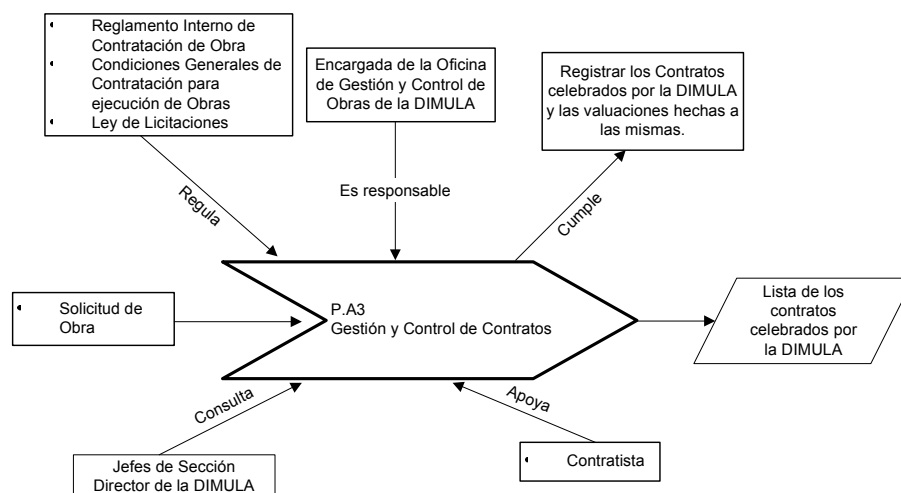 • Reglamento Interno de
Contratación de Obra
• Condiciones Generales de
Contratación para
ejecución de Obras
• Ley de Licitaciones
Encargada de la Oficina
de Gestión y Control de
Obras de la DIMULA
Registrar los Contratos
celebrados por la DIMULA
y las valuaciones hechas a
las mismas.
Regula
Es responsable
Cumple
• Solicitud de
Obra
P.A3
Gestión y Control de Contratos
Lista de los
contratos
celebrados por
la DIMULA
Consulta
Apoya
Jefes de Sección
Director de la DIMULA
• Contratista